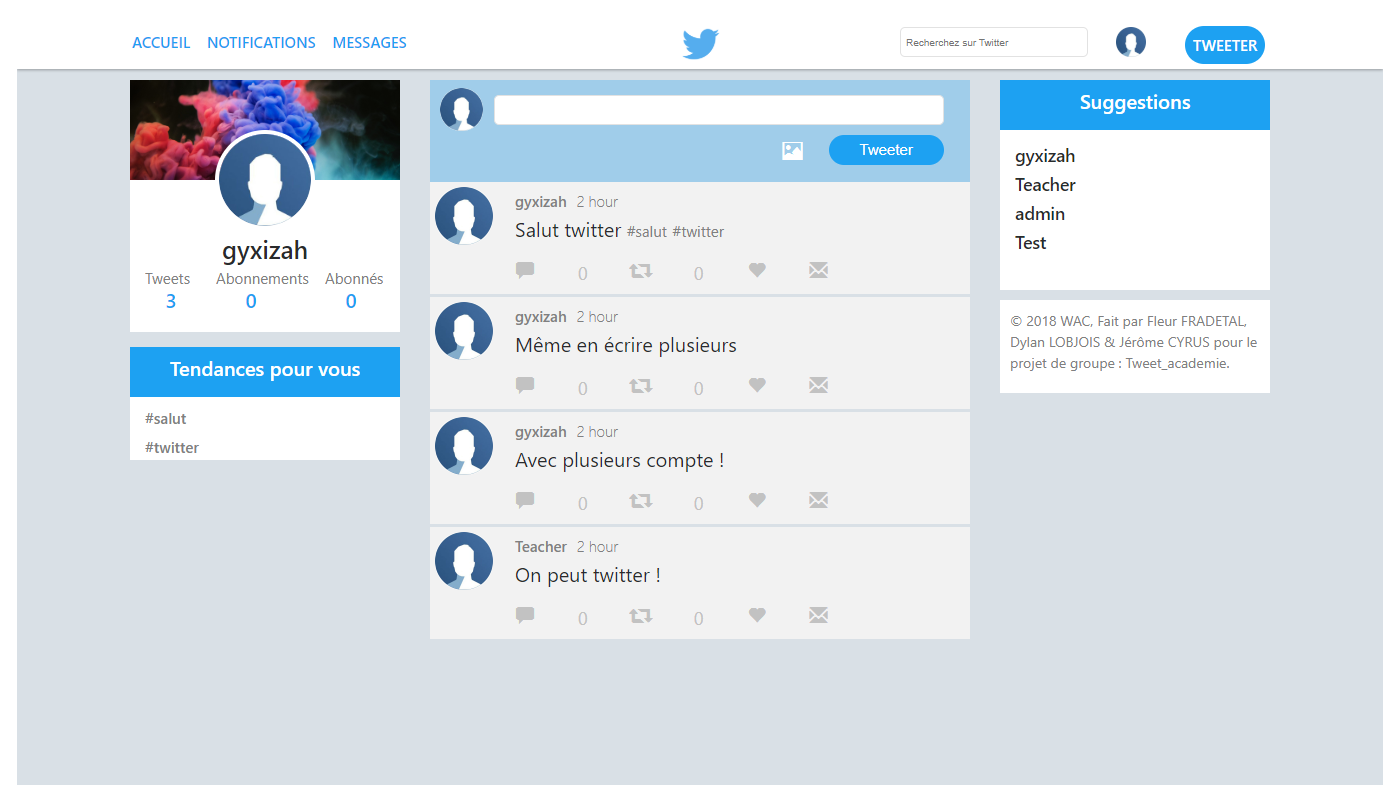 ACCUEIL NOTIFICATIONS MESSAGES
Recherchez sur Twitter
TWEETER
gyxizah
Tweets Abonnements Abonnés
3 0 0
Tendances pour vous
#salut
#twitter
Tweeter
gyxizah 2 hour
Salut twitter #salut #twitter
0 0
gyxizah 2 hour
Même en écrire plusieurs
0 0
gyxizah 2 hour
Avec plusieurs compte !
0 0
Teacher 2 hour
On peut twitter !
0 0
Suggestions
gyxizah
Teacher
admin
Test
© 2018 WAC, Fait par Fleur FRADETAL,
Dylan LOBJOIS & Jérôme CYRUS pour le
projet de groupe : Tweet_academie.